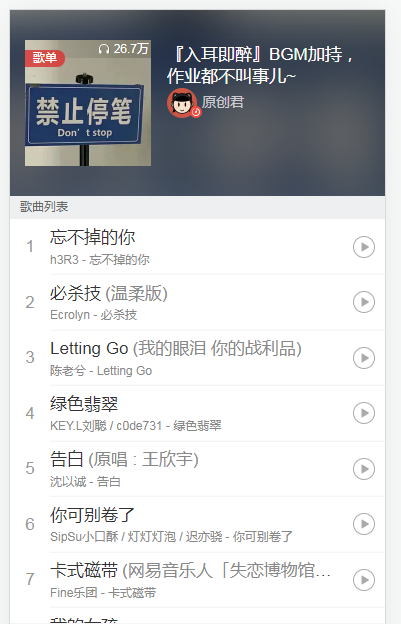 歌单
26.7万
禁止停笔
Don't stop
『入耳即醉』BGM加持，
作业都不叫事儿~
原创君
歌曲列表
1 忘不掉的你
h3R3 - 忘不掉的你
2 必杀技 (温柔版)
Ecrolyn - 必杀技
3 Letting Go (我的眼泪 你的战利品)
陈老兮 - Letting Go
4 绿色翡翠
KEY.L刘聪 / c0de731 - 绿色翡翠
5 告白 (原唱 : 王欣宇)
沈以诚 - 告白
6 你可别卷了
SipSu小口酥 / 灯灯灯泡 / 迟亦骁 - 你可别卷了
7 卡式磁带 (网易音乐人「失恋博物馆…
Fine乐团 - 卡式磁带
我的女孩